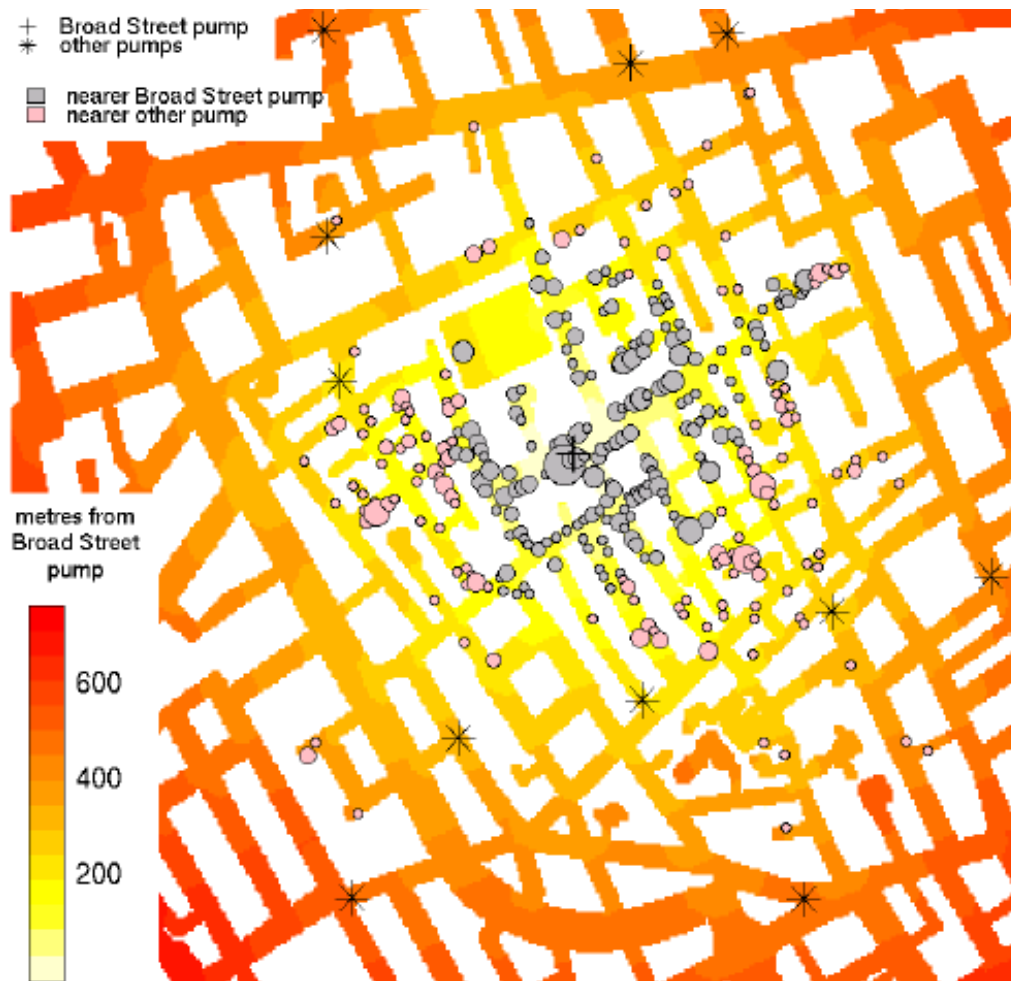 Broad Street pump
other pumps
nearer Broad Street pump
nearer other pump
metres from
Broad Street
pump
600
400
200